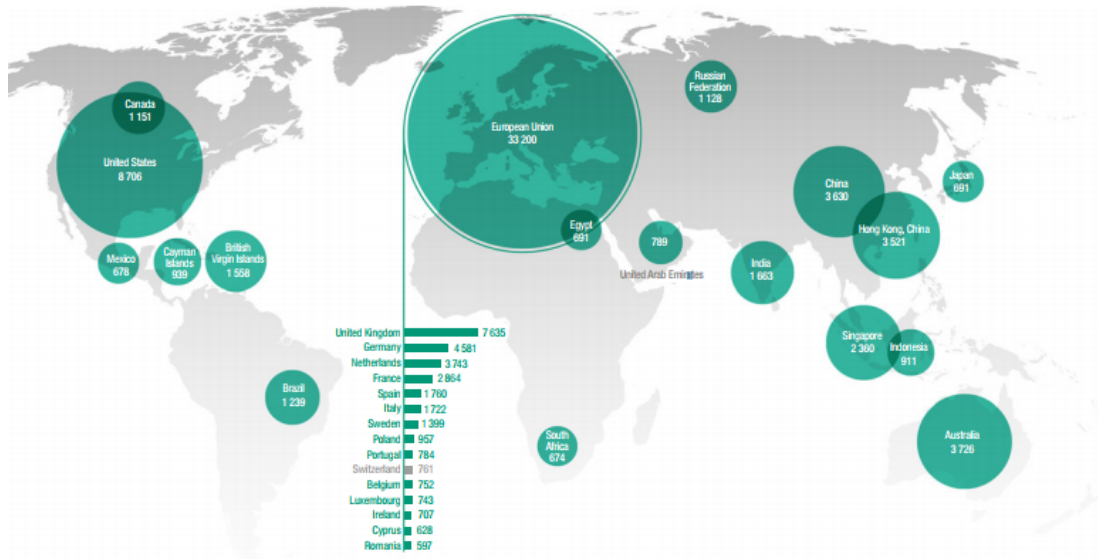 Canada
1 151
United States
8 706
Mexico
678
Cayman
Islands
939
British
Virgin Islands
1 558
Brazil
1 239
European Union
33 200
Egypt
691
789
United Arab Emirates
Russian
Federation
1 128
China
3 630
Hong Kong, China
3 521
Japan
691
India
1 663
Singapore
2 360
Indonesia
911
Australia
3 726
South
Africa
674
United Kingdom 7 635
Germany 4 581
Netherlands 3 743
France 2 864
Spain 1 760
Italy 1 722
Sweden 1 399
Poland 957
Portugal 784
Switzerland 761
Belgium 752
Luxembourg 743
Ireland 707
Cyprus 628
Romania 597